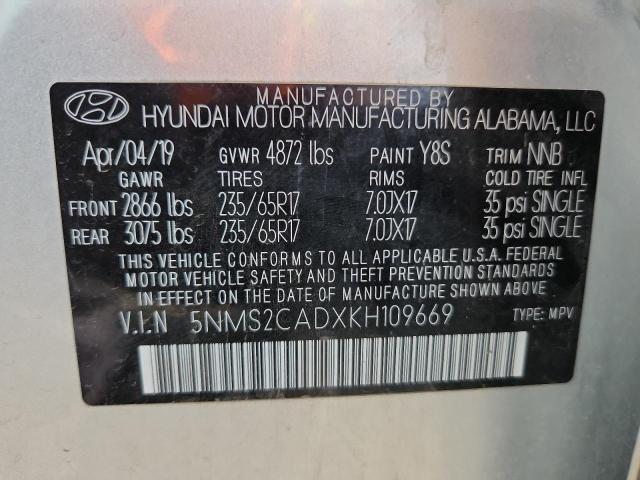 MANUFACTURED BY
HYUNDAI MOTOR MANUFACTURING ALABAMA, LLC
Apr/04/19 GVWR 4872 lbs PAINT Y8S TRIM NNB
GAWR TIRES RIMS COLD TIRE INFL
FRONT 2866 lbs 235/65R17 7.0JX17 35 psi SINGLE
REAR 3075 lbs 235/65R17 7.0JX17 35 psi SINGLE
THIS VEHICLE CONFORMS TO ALL APPLICABLE U.S.A. FEDERAL
MOTOR VEHICLE SAFETY AND THEFT PREVENTION STANDARDS
IN EFFECT ON THE DATE OF MANUFACTURE SHOWN ABOVE.
V.I.N 5NMS2CADXKH109669 TYPE: MPV